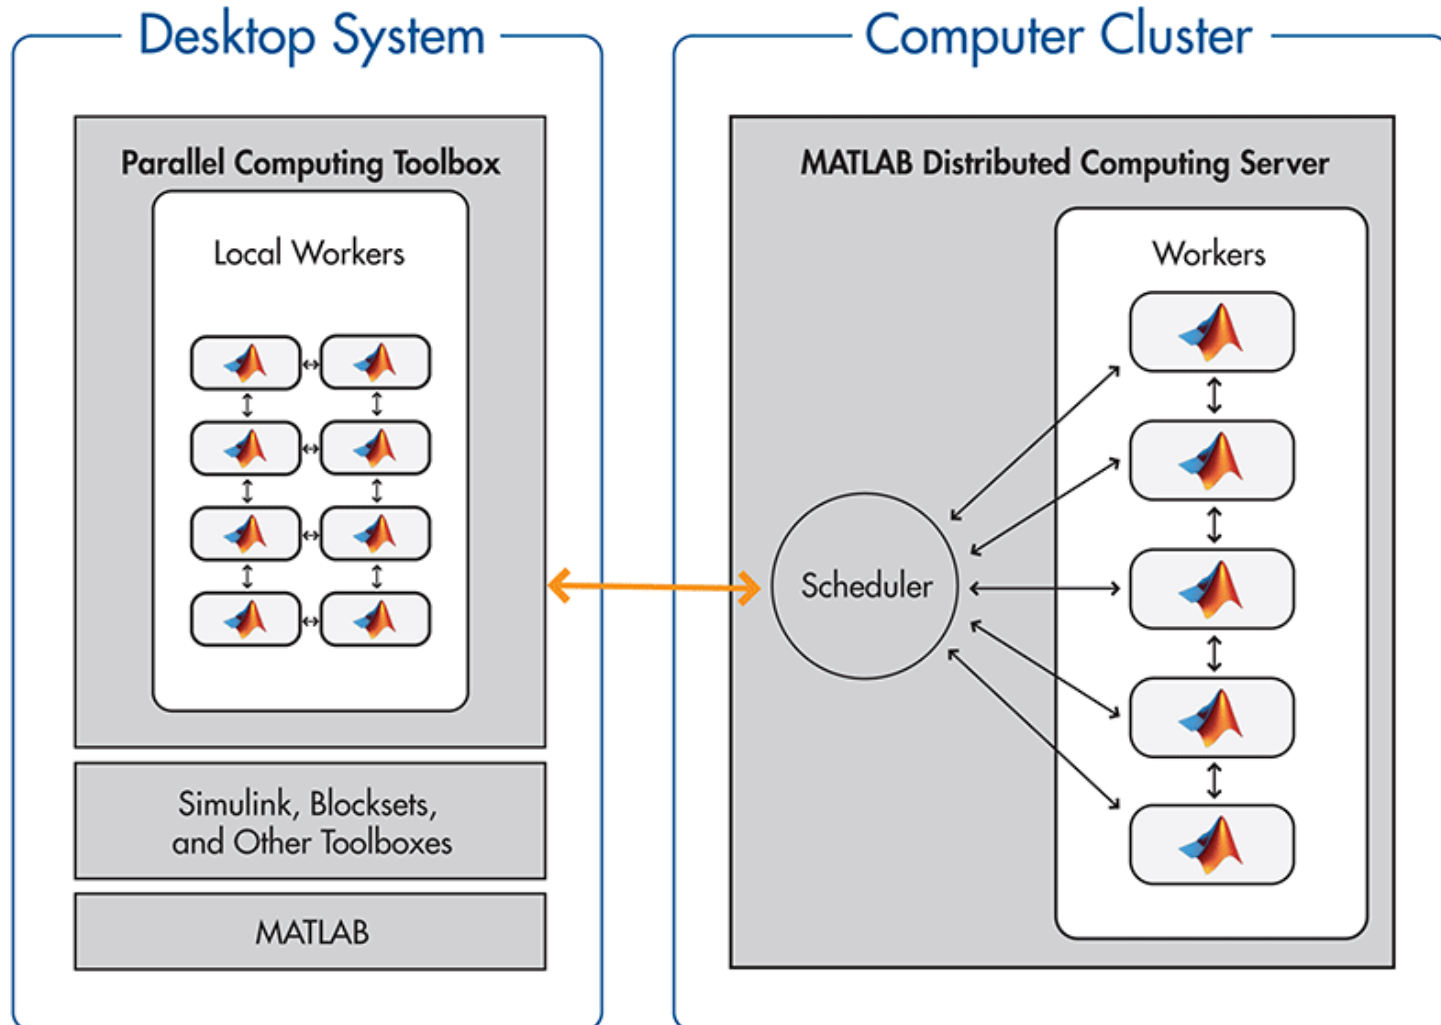 Desktop System
Parallel Computing Toolbox
Local Workers
Simulink, Blocksets,
and Other Toolboxes
MATLAB
Computer Cluster
MATLAB Distributed Computing Server
Workers
Scheduler